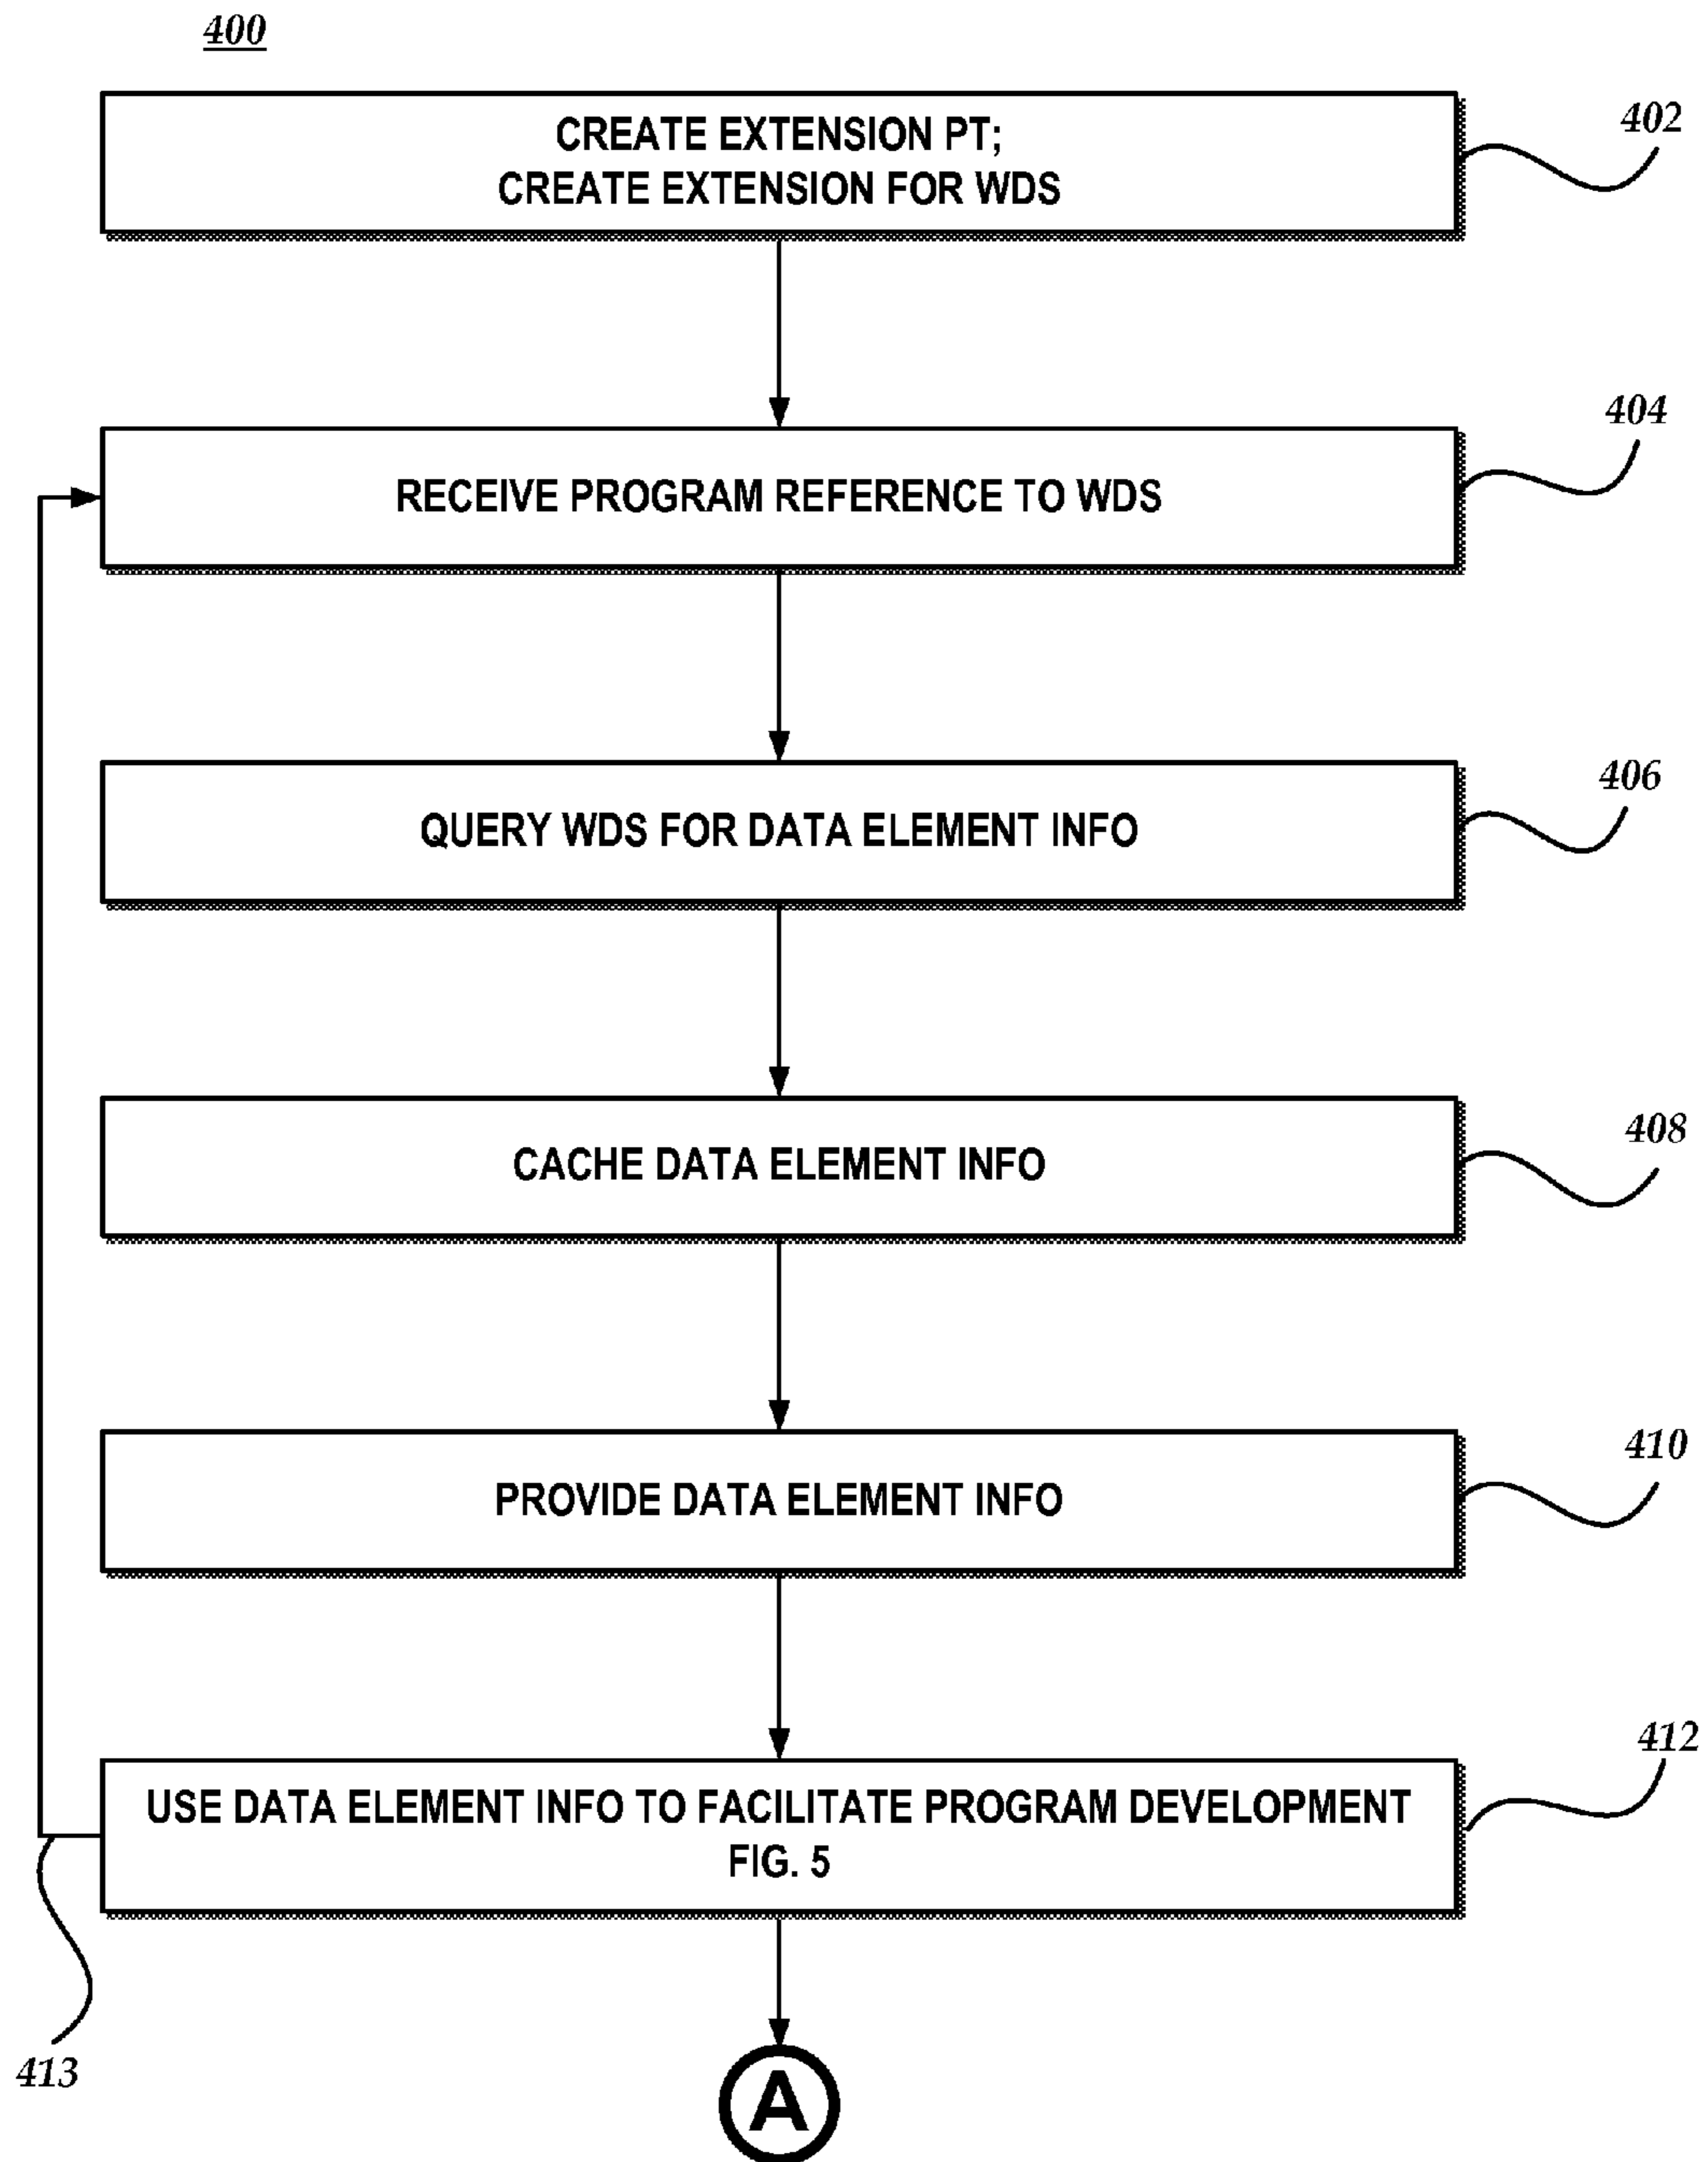 400
CREATE EXTENSION PT;
CREATE EXTENSION FOR WDS
402
RECEIVE PROGRAM REFERENCE TO WDS
404
QUERY WDS FOR DATA ELEMENT INFO
406
CACHE DATA ELEMENT INFO
408
PROVIDE DATA ELEMENT INFO
410
USE DATA ELEMENT INFO TO FACILITATE PROGRAM DEVELOPMENT
FIG. 5
412
413
A